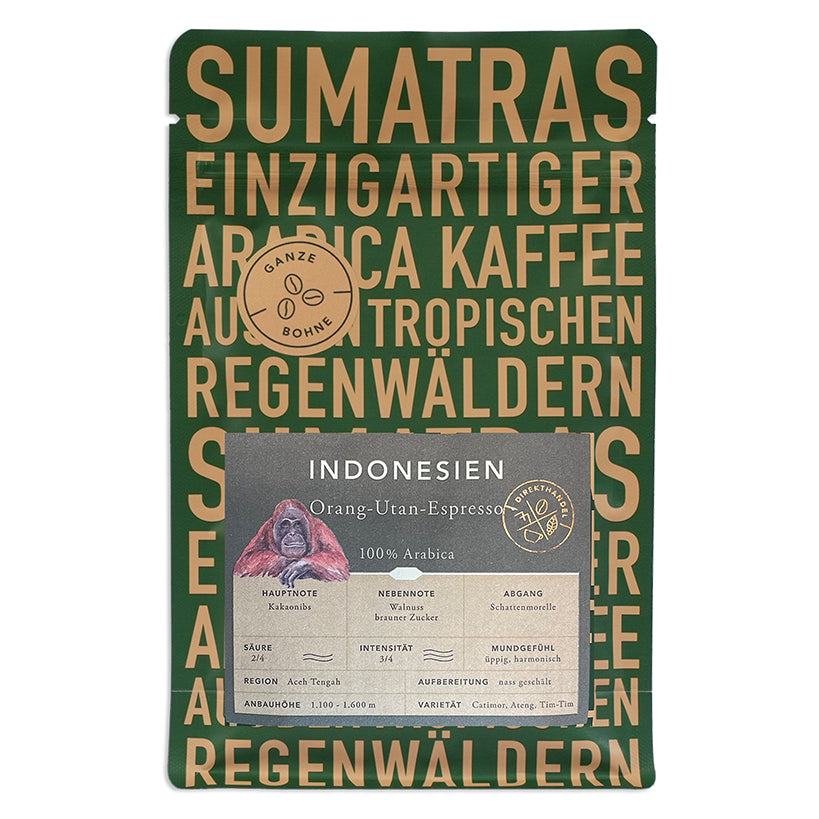 SUMATRAS
EINZIGARTIGER
ARABICA KAFFEE
AUS TROPISCHEN
REGENWÄLDERN
GANZE
BOHNE
INDONESIEN
Orang-Utan-Espresso
DIREKTHANDEL
100% Arabica
HAUPTNOTE
Kakaonibs
NEBENNOTE
Walnuss
brauner Zucker
ABGANG
Schattenmorelle
SÄURE
2/4
INTENSITÄT
3/4
MUNDGEFÜHL
üppig, harmonisch
REGION Aceh Tengah
AUFBEREITUNG nass geschält
ANBAUHÖHE 1.100 - 1.600 m
VARIETÄT Catimor, Ateng, Tim-Tim
REGENWÄLDERN